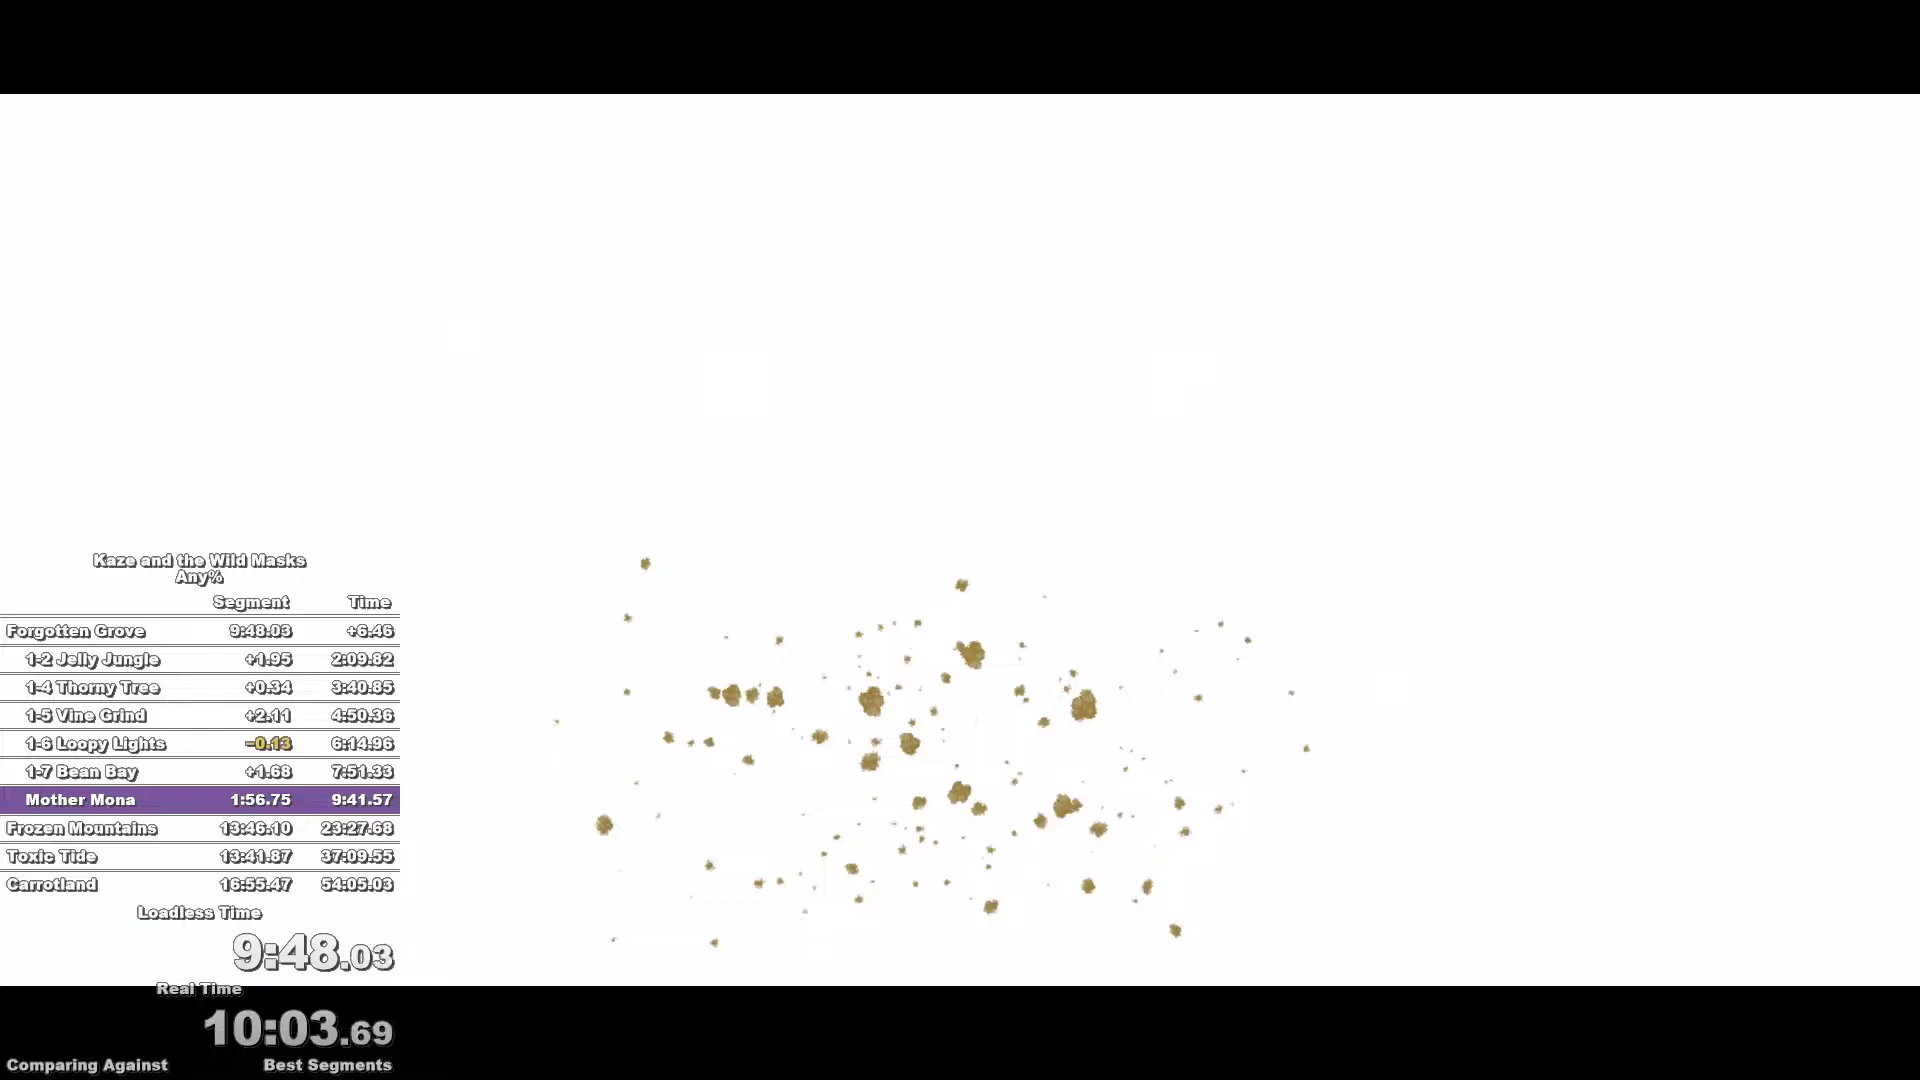 Kaze and the Wild Masks
Any%
Segment Time
Forgotten Grove 9:48.03 +6.46
1-2 Jelly Jungle +1.95 2:09.82
1-4 Thorny Tree +0.34 3:40.85
1-5 Vine Grind +2.11 4:50.36
1-6 Loopy Lights −0.13 6:14.96
1-7 Bean Bay +1.68 7:51.33
Mother Mona 1:56.75 9:41.57
Frozen Mountains 13:46.10 23:27.68
Toxic Tide 13:41.87 37:09.55
Carrotland 16:55.47 54:05.03
Loadless Time
9:48.03
Real Time
10:03.69
Comparing Against Best Segments